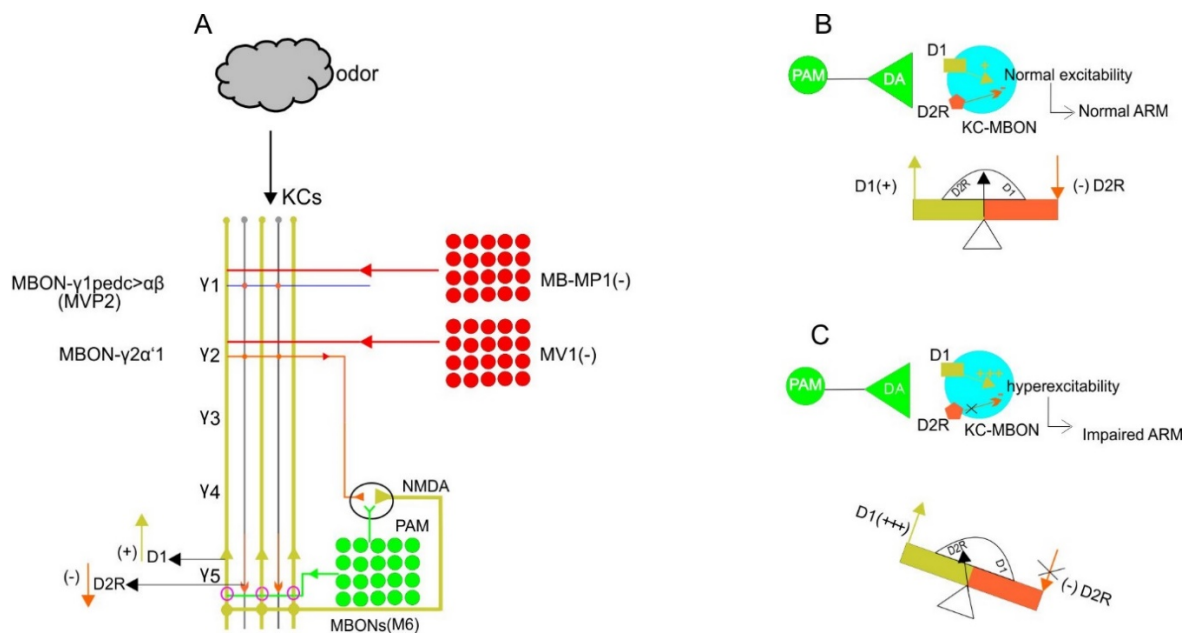 A
odor
KCs
MBON-γ1pedc>αβ
(MVP2)
γ1
MB-MP1(-)
MBON-γ2α'1
γ2
MV1(-)
γ3
γ4
NMDA
PAM
(+)
D1
(-)
D2R
γ5
MBONs(M6)
B
PAM
DA
D1
+
-
Normal excitability
D2R
KC-MBON
Normal ARM
D1(+)
D2R
D1
(-) D2R
C
PAM
DA
D1
+++
-
hyperexcitability
D2R
KC-MBON
Impaired ARM
D1(+++)
D2R
D1
(-) D2R